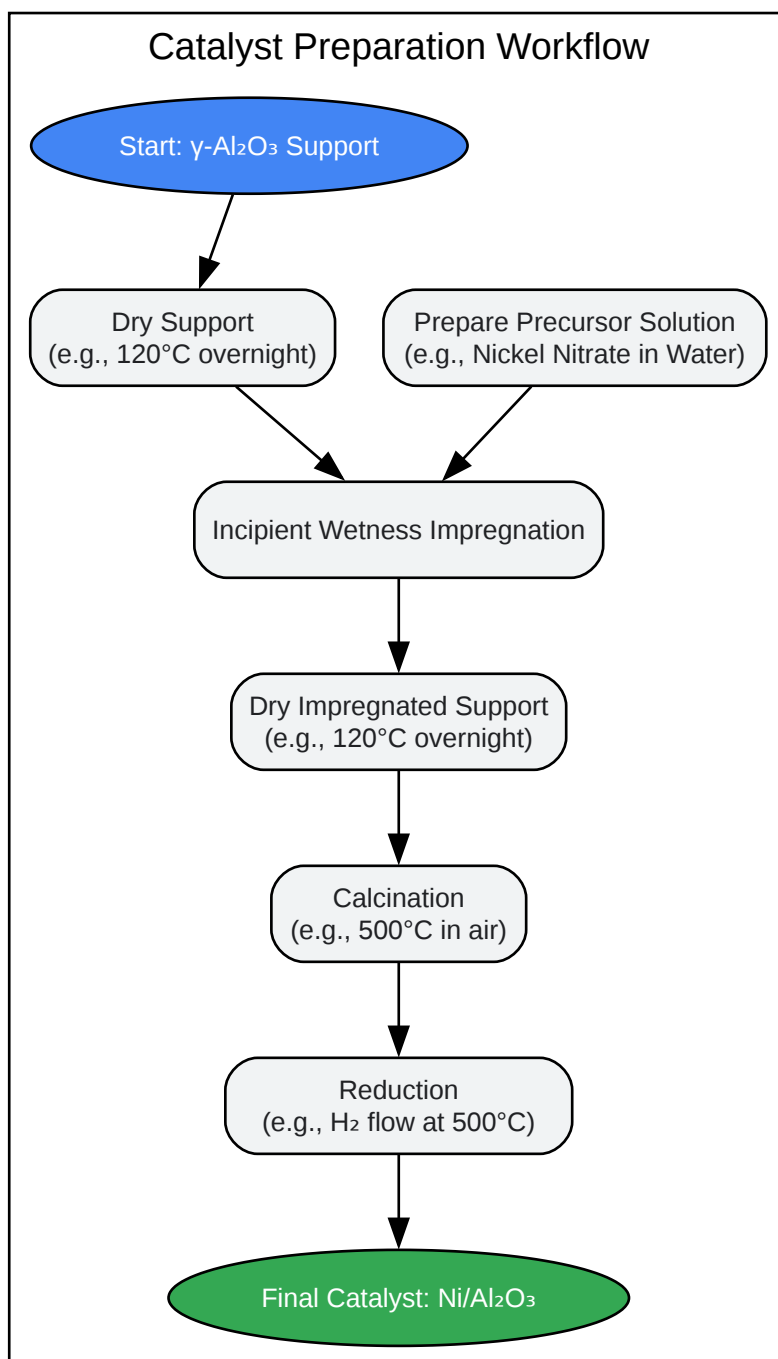 Catalyst Preparation Workflow
Start: γ-Al₂O₃ Support
Dry Support
(e.g., 120°C overnight)
Prepare Precursor Solution
(e.g., Nickel Nitrate in Water)
Incipient Wetness Impregnation
Dry Impregnated Support
(e.g., 120°C overnight)
Calcination
(e.g., 500°C in air)
Reduction
(e.g., H₂ flow at 500°C)
Final Catalyst: Ni/Al₂O₃